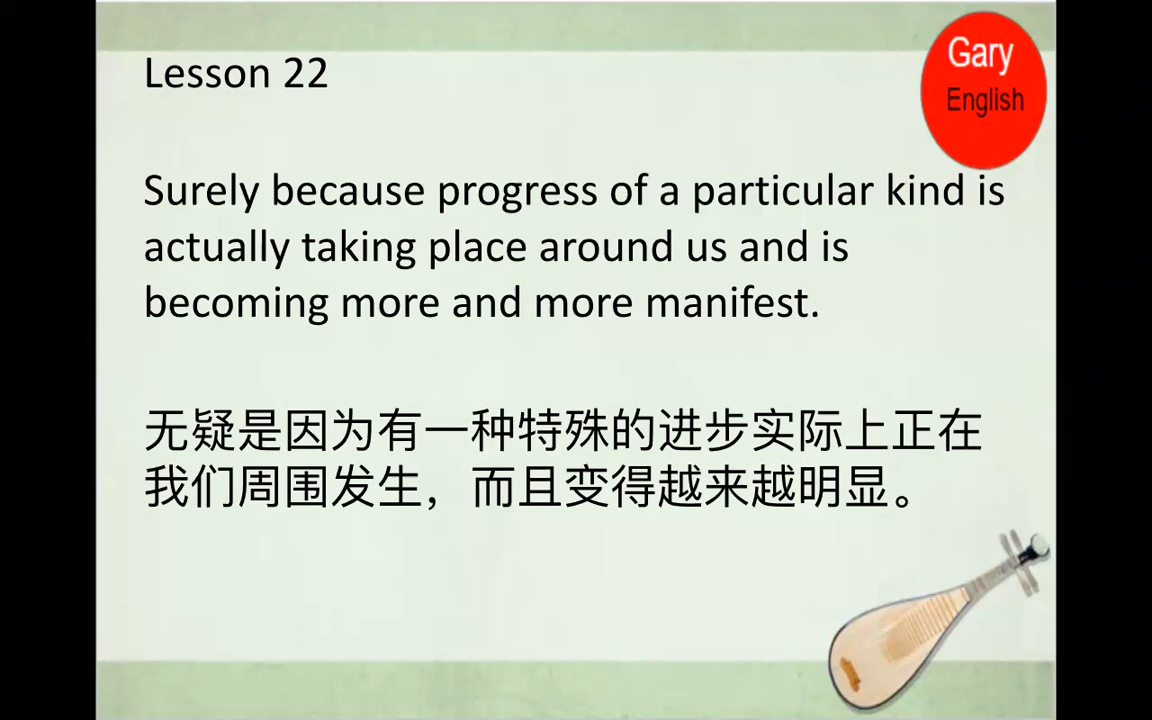 Lesson 22
Gary
English
Surely because progress of a particular kind is
actually taking place around us and is
becoming more and more manifest.
无疑是因为有一种特殊的进步实际上正在
我们周围发生，而且变得越来越明显。